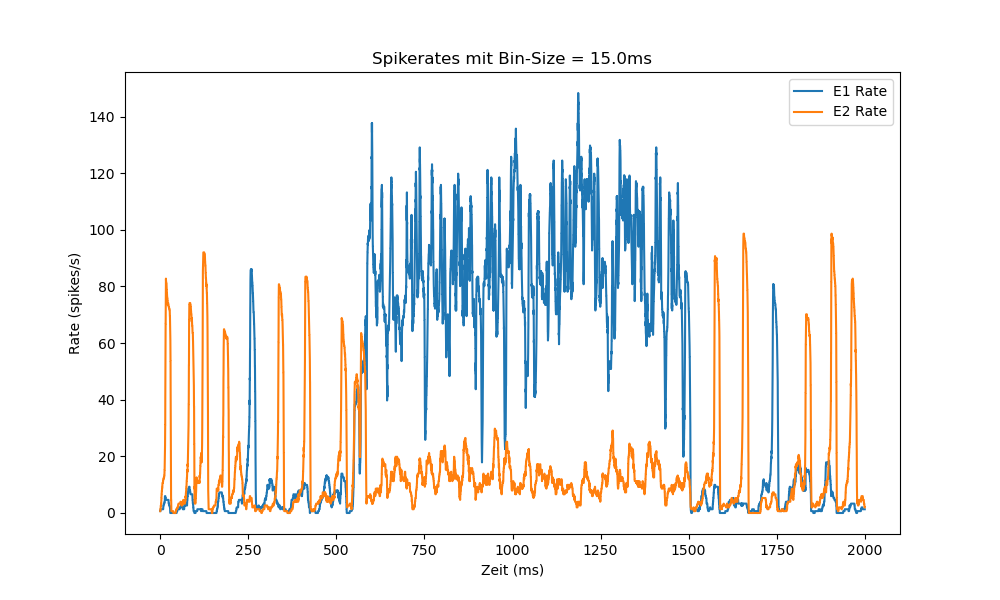 Spikerates mit Bin-Size = 15.0ms
E1 Rate
E2 Rate
Rate (spikes/s)
140
120
100
80
60
40
20
0
0 250 500 750 1000 1250 1500 1750 2000
Zeit (ms)